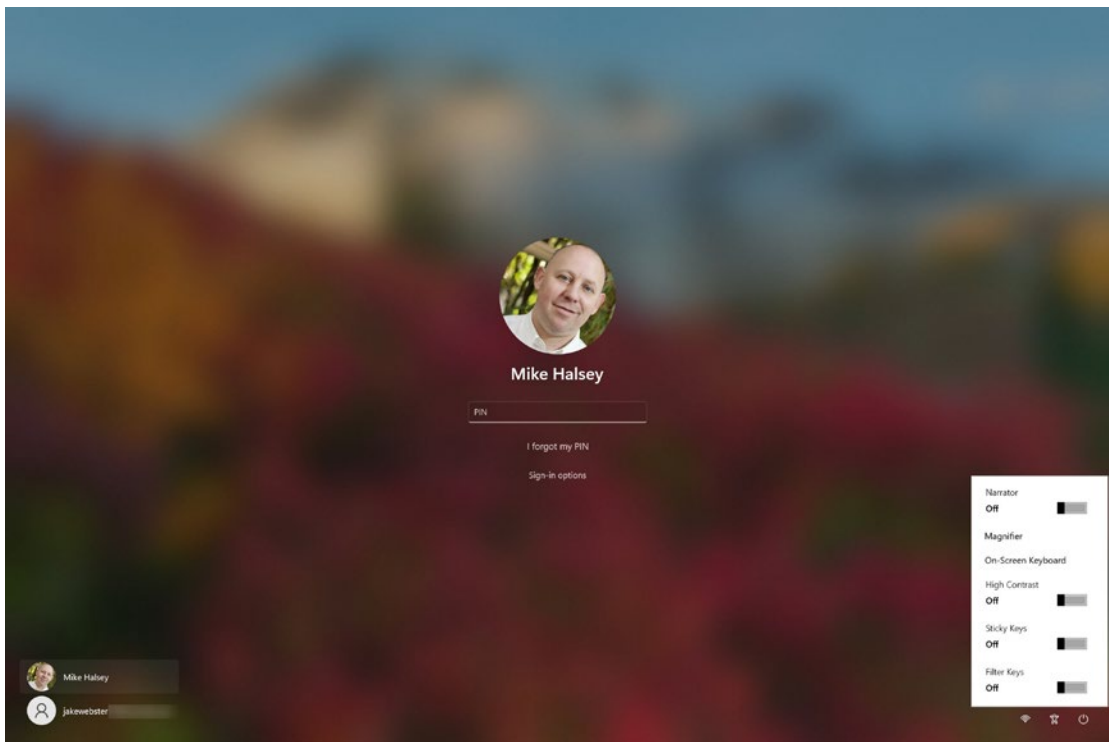 Mike Halsey
PIN
I forgot my PIN
Sign-in options
Narrator
Off
Magnifier
On-Screen Keyboard
High Contrast
Off
Sticky Keys
Off
Filter Keys
Off
Mike Halsey
jakewebster